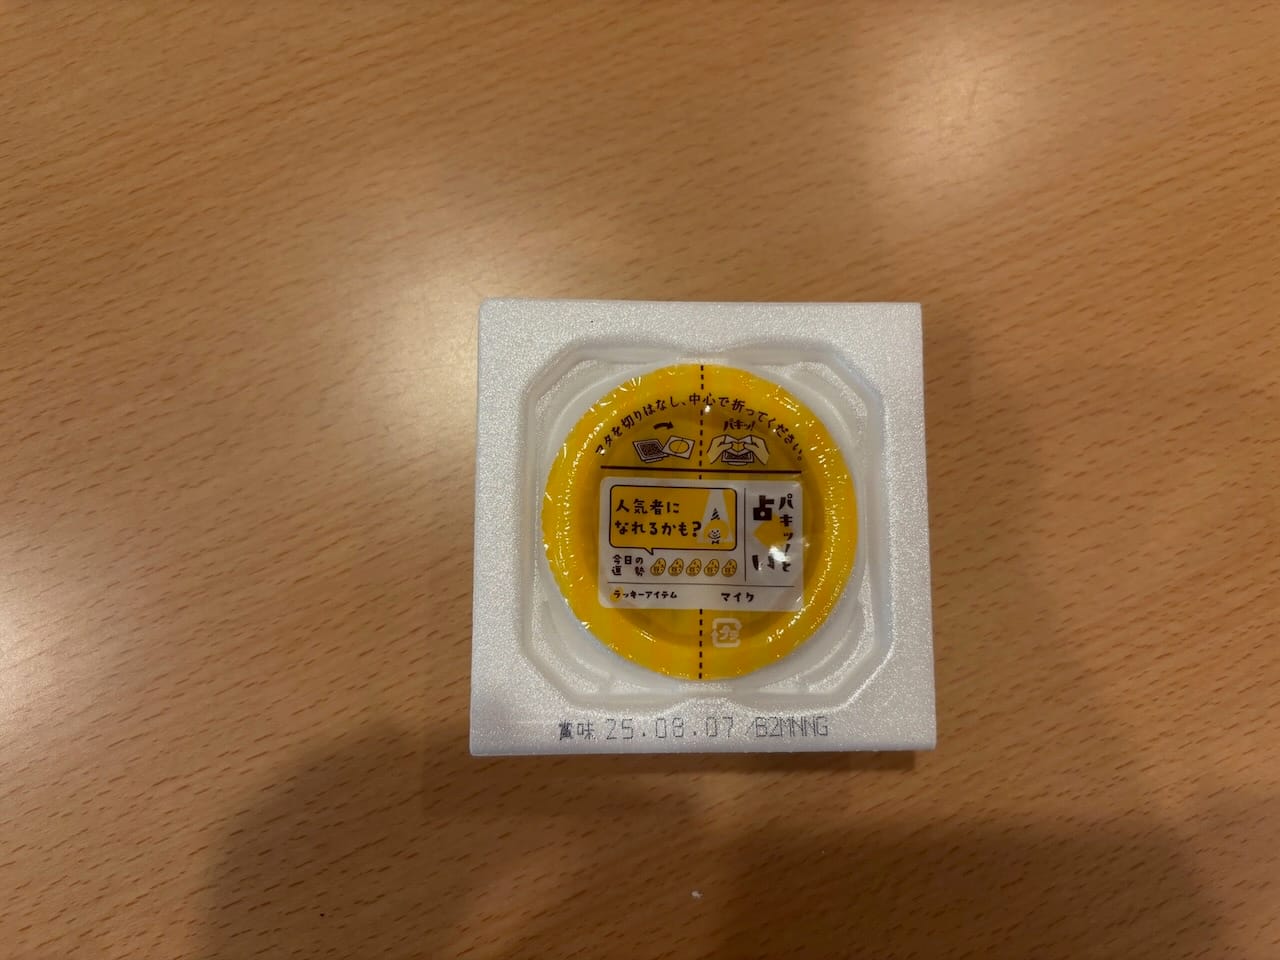 フタを切りはなし、中心で折ってください。
パキッ!
人気者に
なれるかも?
パキッ!と
占い
今日の
運勢
ラッキーアイテム マイク
プラ
賞味 25.08.07 /B2MNNG